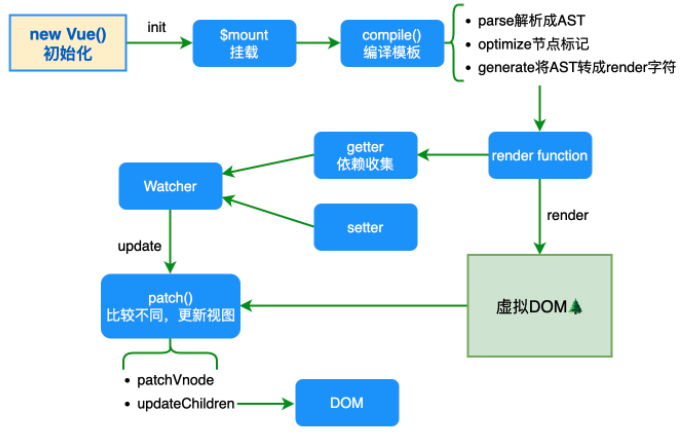 new Vue()
初始化
init
$mount
挂载
compile()
编译模板
• parse解析成AST
• optimize节点标记
• generate将AST转成render字符
getter
依赖收集
render function
Watcher
setter
render
update
patch()
比较不同，更新视图
虚拟DOM🌲
• patchVnode
• updateChildren
DOM